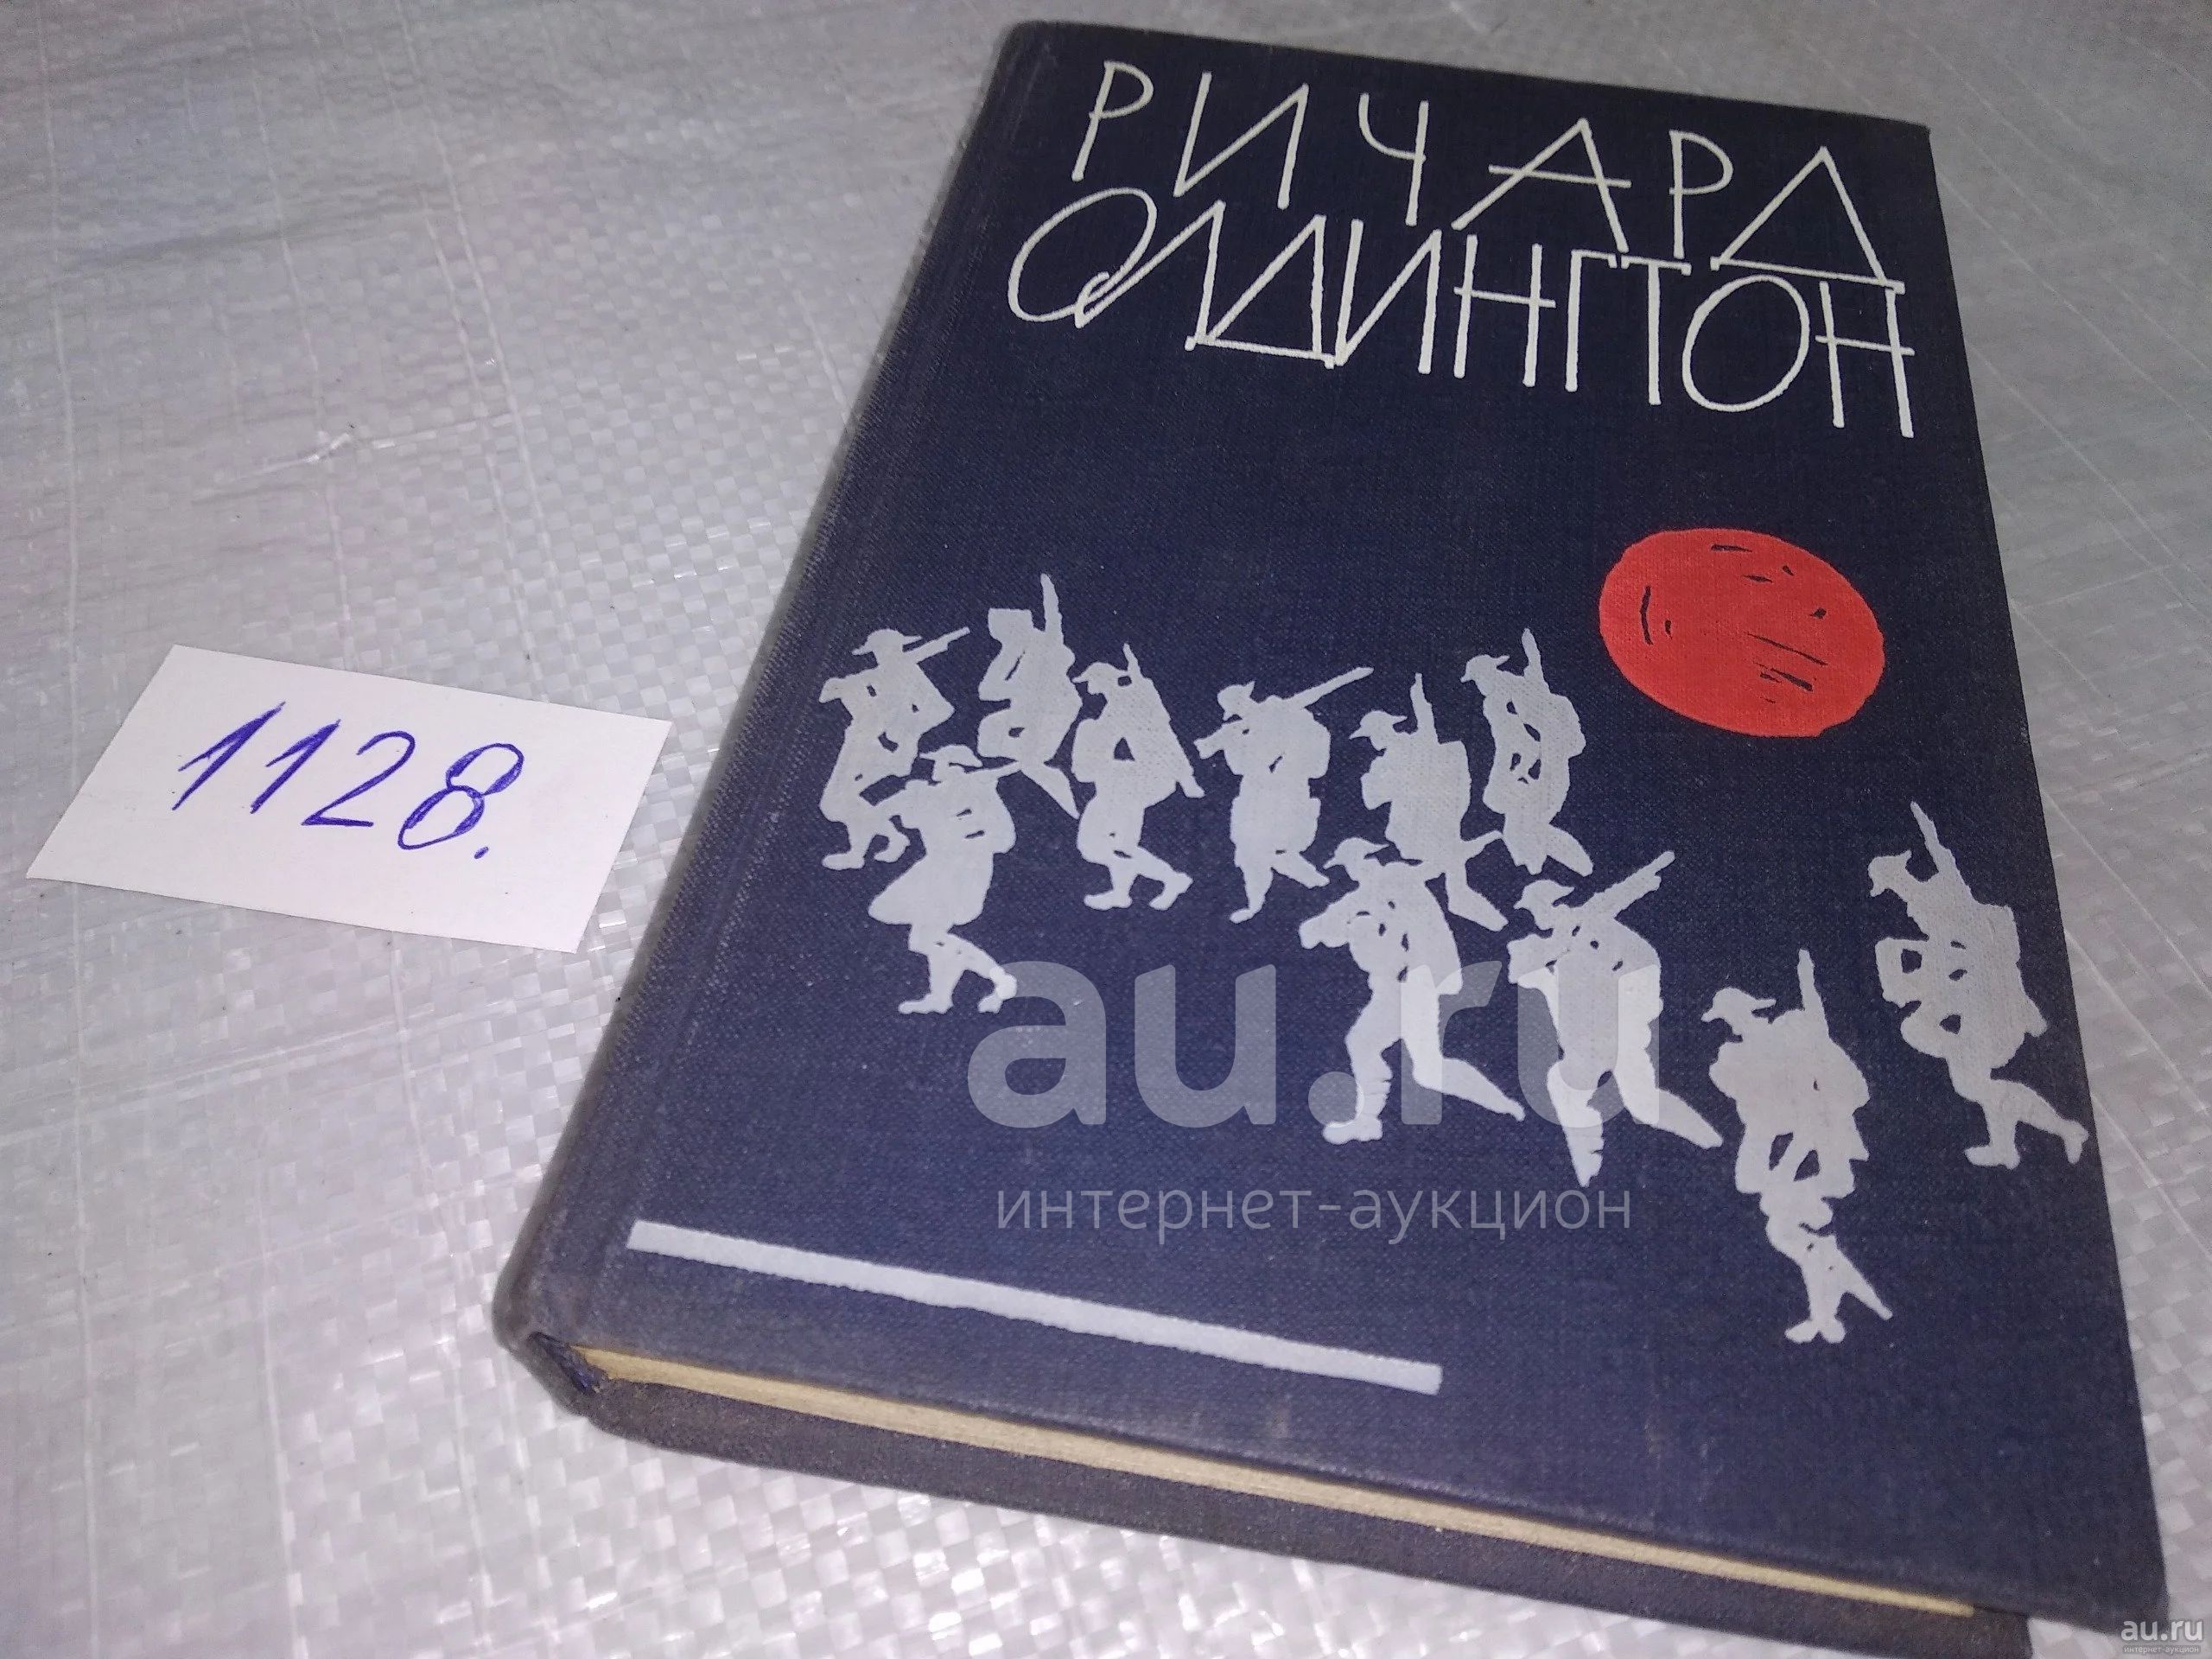 РИЧАРД
ОЛДИНГТОН
1128.
au.ru
интернет-аукцион
au.ru
интернет-аукцион